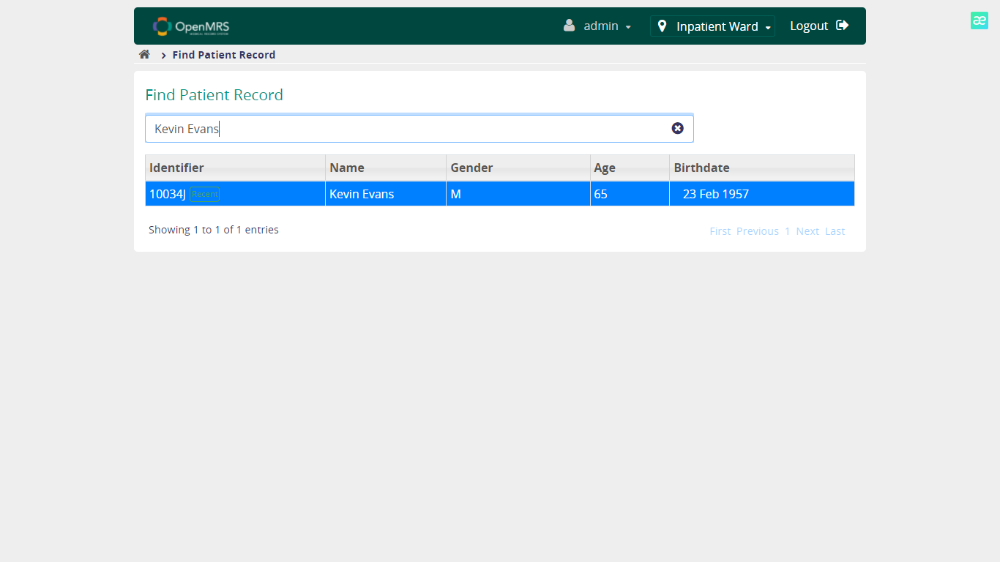 OpenMRS
admin
Inpatient Ward
Logout
æ
Find Patient Record
Find Patient Record
Kevin Evans
Identifier Name Gender Age Birthdate
10034J Recent Kevin Evans M 65 23 Feb 1957
Showing 1 to 1 of 1 entries
First Previous 1 Next Last